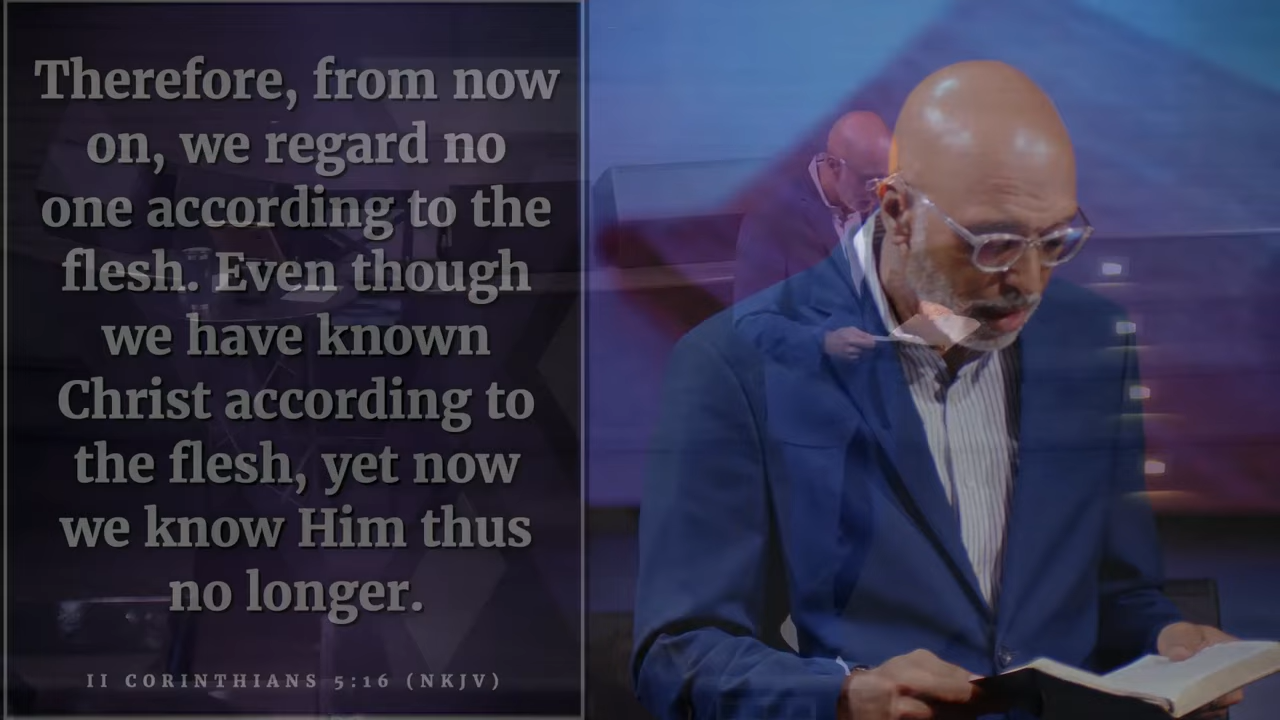 Therefore, from now
on, we regard no
one according to the
flesh. Even though
we have known
Christ according to
the flesh, yet now
we know Him thus
no longer.
II CORINTHIANS 5:16 (NKJV)